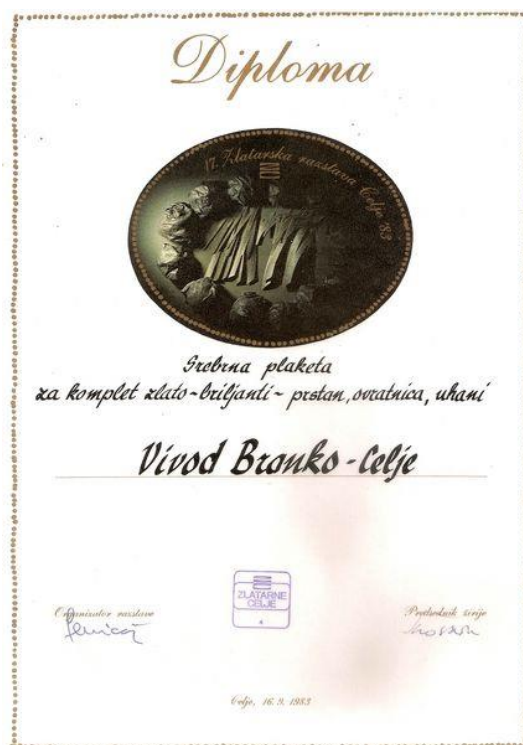 Diploma
17. Zlatarska razstava Celje '83
Srebrna plaketa
za komplet zlato-briljanti - prstan, ovratnica, uhani
Vivod Branko - Celje
ZLATARNE
CELJE
Organizator razstave
Predsednik žirije
Celje, 16. 9. 1983